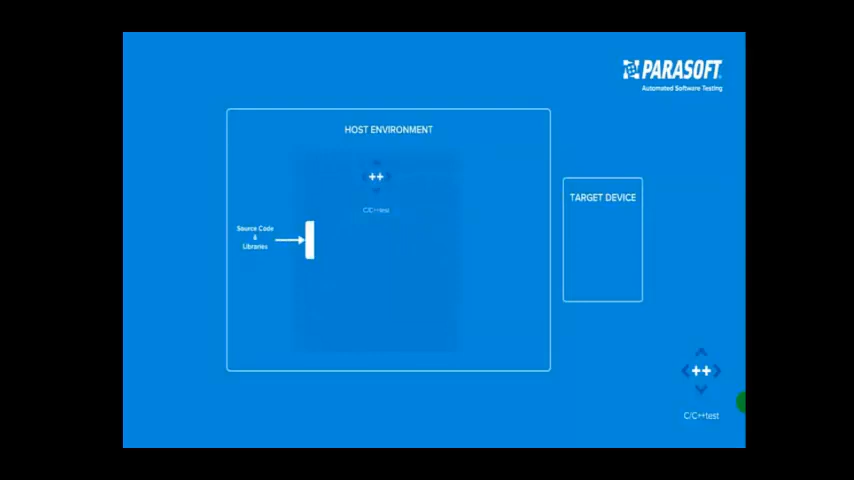 PARASOFT
Automated Software Testing
HOST ENVIRONMENT
++
C/C++test
Source Code
&
Libraries
TARGET DEVICE
++
C/C++test